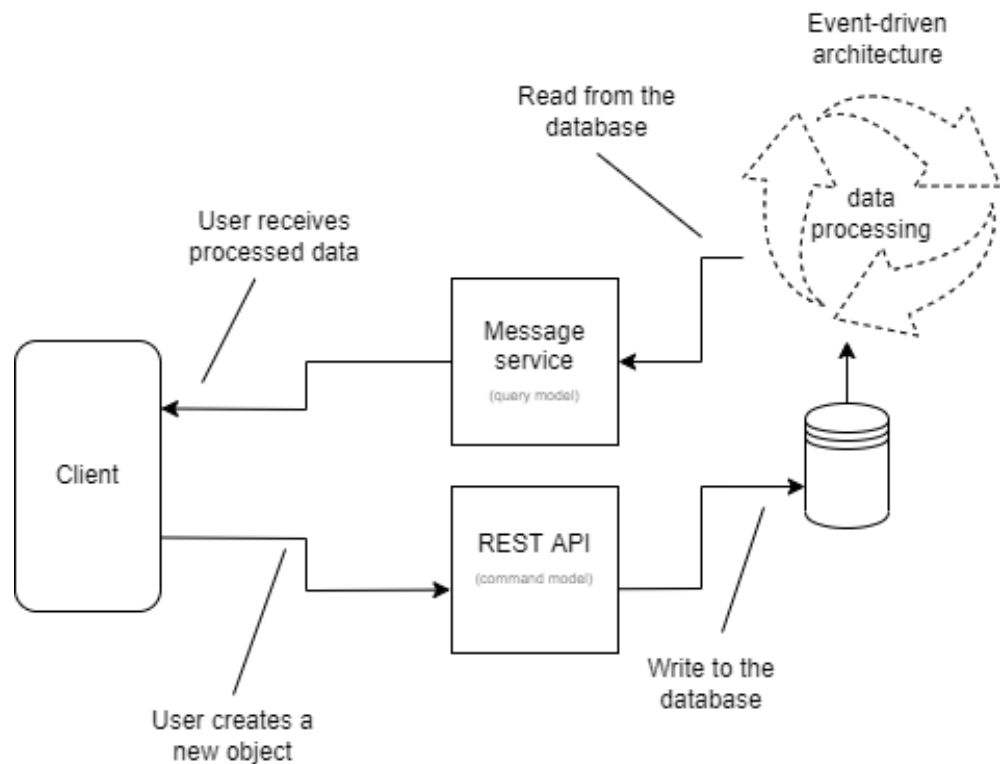 Event-driven
architecture
Read from the
database
data
processing
User receives
processed data
Message
service
(query model)
Client
REST API
(command model)
Write to the
database
User creates a
new object